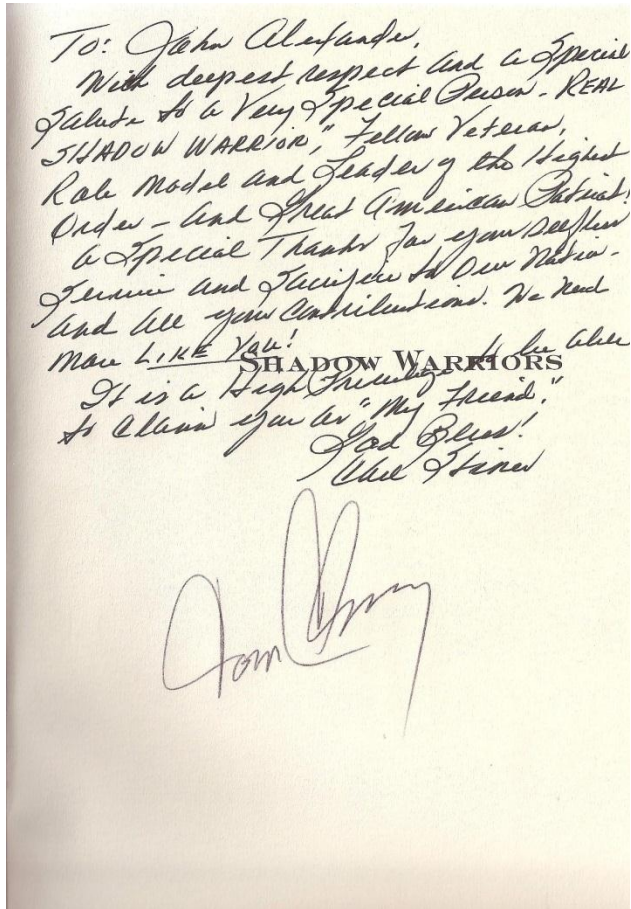 To: John Alexander,
With deepest respect and a Special
Salute to a Very Special Person - REAL
SHADOW WARRIOR," Fellow Veteran,
Role Model and Leader of the Highest
Order - and Great American Patriot!
A Special Thanks for your selfless
Service and Sacrifice to Our Nation -
and all your Contributions. We Need
More LIKE You!
SHADOW WARRIORS
It is a High Privilege to be able
to Claim you as "My Friend."
God Bless!
Carl Stiner
Tom Clancy